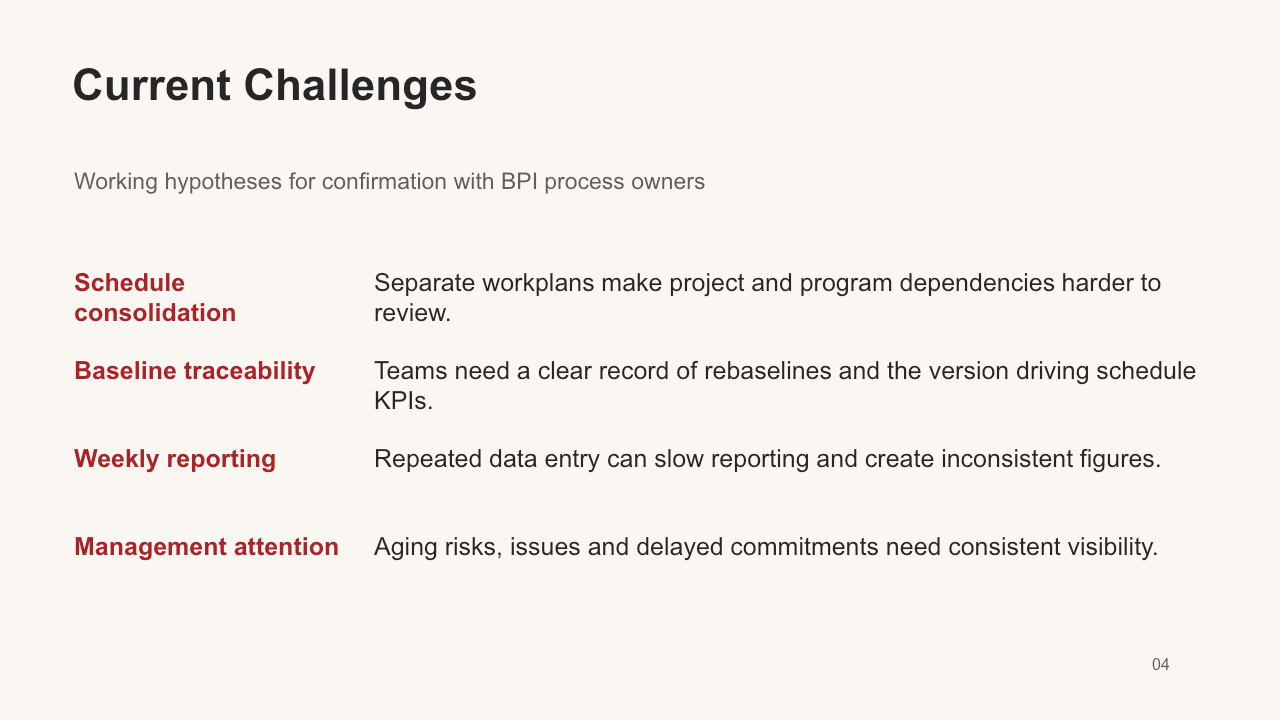 Current Challenges
Working hypotheses for confirmation with BPI process owners
Schedule
consolidation
Separate workplans make project and program dependencies harder to
review.
Baseline traceability
Teams need a clear record of rebaselines and the version driving schedule
KPIs.
Weekly reporting
Repeated data entry can slow reporting and create inconsistent figures.
Management attention
Aging risks, issues and delayed commitments need consistent visibility.
04